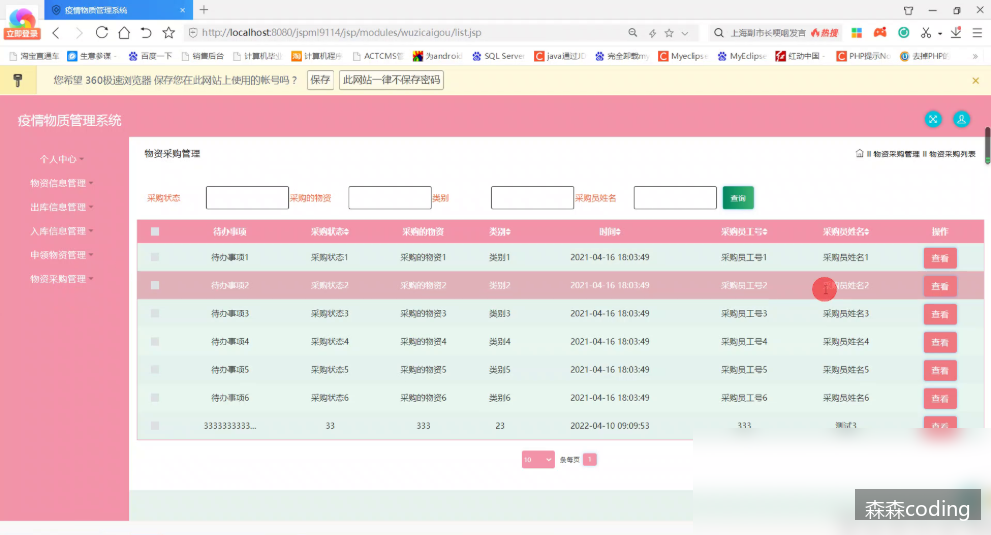 疫情物质管理系统
立即登录
http://localhost:8080/jspml9114/jsp/modules/wuzicaigou/list.jsp
上海副市长哽咽发言 热搜
淘宝直通车 生意参谋 - 百度一下 销售后台 计算机毕业 计算机程序 ACTCMS官 为android SQL Server java通过JD 完全卸载my Myeclipse MyEclipse 红动中国 - PHP提示No 去掉PHP的
您希望 360极速浏览器 保存您在此网站上使用的帐号吗？ 保存 此网站一律不保存密码
疫情物质管理系统
个人中心
物资信息管理
出库信息管理
入库信息管理
申领物资管理
物资采购管理
物资采购管理
物资采购管理 物资采购列表
采购状态 采购的物资 类别 采购员姓名 查询
待办事项 采购状态 采购的物资 类别 时间 采购员工号 采购员姓名 操作
待办事项1 采购状态1 采购的物资1 类别1 2021-04-16 18:03:49 采购员工号1 采购员姓名1 查看
待办事项2 采购状态2 采购的物资2 类别2 2021-04-16 18:03:49 采购员工号2 采购员姓名2 查看
待办事项3 采购状态3 采购的物资3 类别3 2021-04-16 18:03:49 采购员工号3 采购员姓名3 查看
待办事项4 采购状态4 采购的物资4 类别4 2021-04-16 18:03:49 采购员工号4 采购员姓名4 查看
待办事项5 采购状态5 采购的物资5 类别5 2021-04-16 18:03:49 采购员工号5 采购员姓名5 查看
待办事项6 采购状态6 采购的物资6 类别6 2021-04-16 18:03:49 采购员工号6 采购员姓名6 查看
3333333333... 33 333 23 2022-04-10 09:09:53 333 测试3 查看
10 条每页 1
森森coding